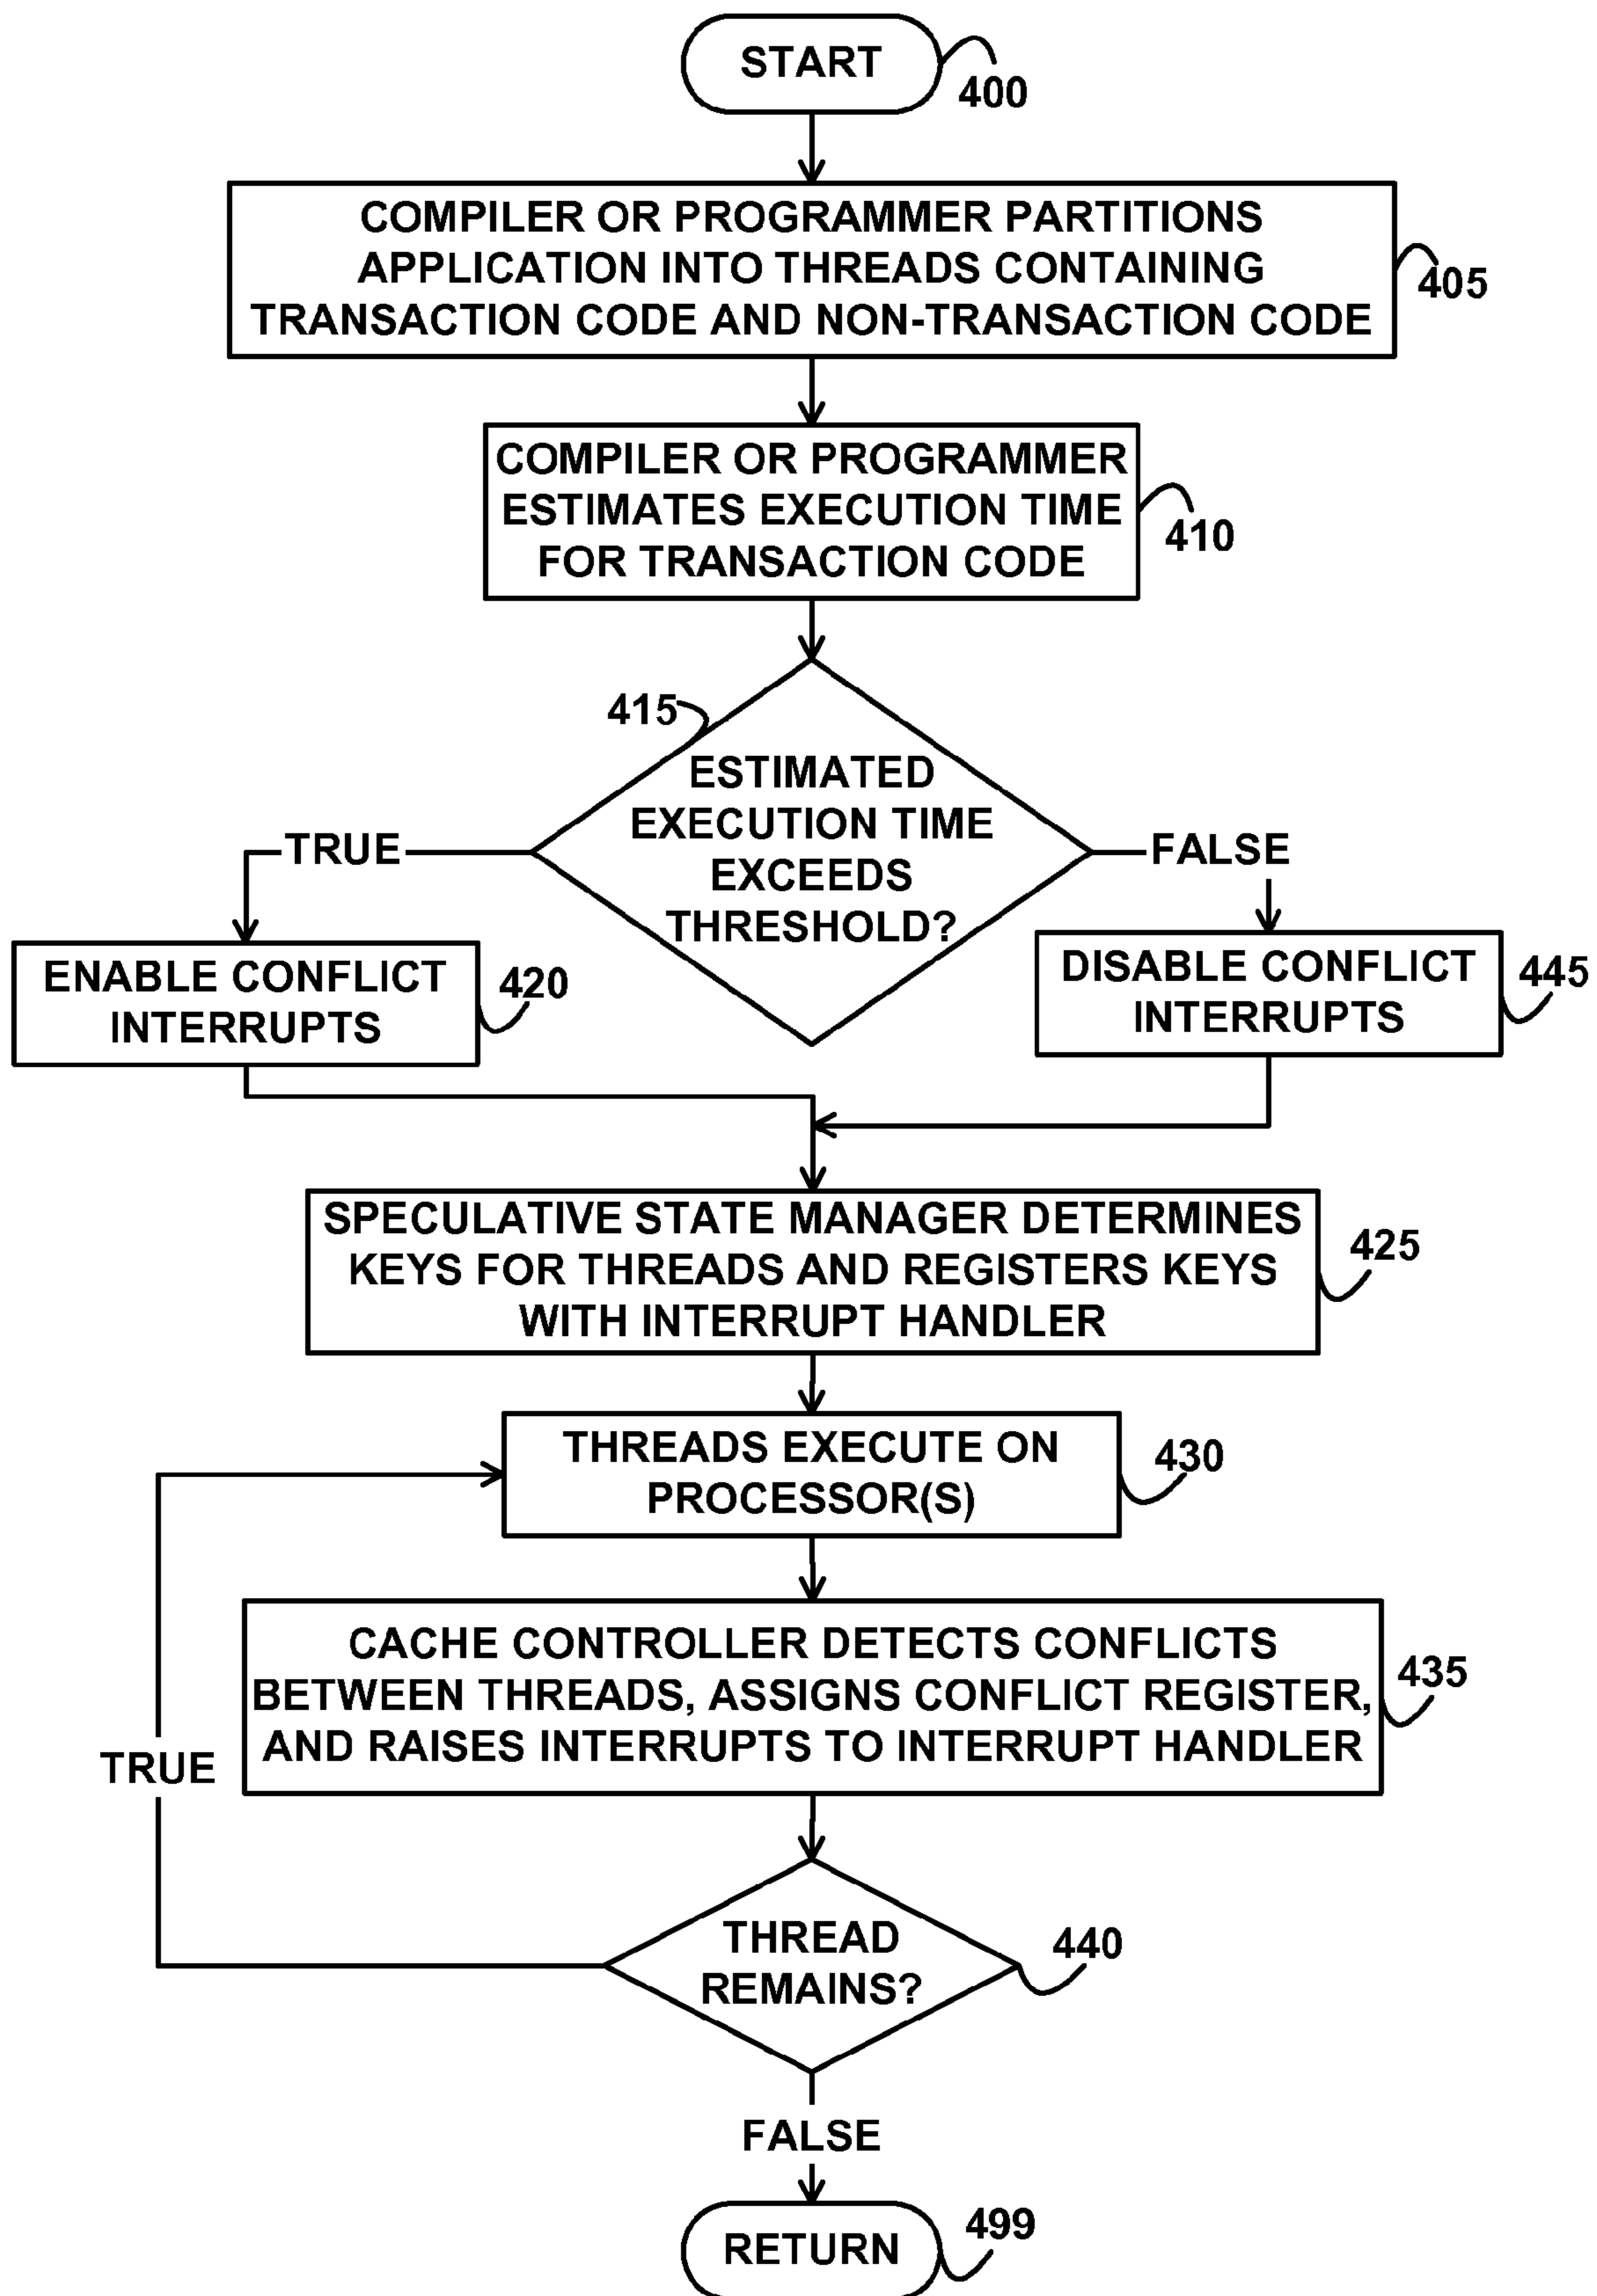 START
400
COMPILER OR PROGRAMMER PARTITIONS
APPLICATION INTO THREADS CONTAINING
TRANSACTION CODE AND NON-TRANSACTION CODE
405
COMPILER OR PROGRAMMER
ESTIMATES EXECUTION TIME
FOR TRANSACTION CODE
410
415
ESTIMATED
EXECUTION TIME
EXCEEDS
THRESHOLD?
TRUE
FALSE
ENABLE CONFLICT
INTERRUPTS
420
DISABLE CONFLICT
INTERRUPTS
445
SPECULATIVE STATE MANAGER DETERMINES
KEYS FOR THREADS AND REGISTERS KEYS
WITH INTERRUPT HANDLER
425
THREADS EXECUTE ON
PROCESSOR(S)
430
CACHE CONTROLLER DETECTS CONFLICTS
BETWEEN THREADS, ASSIGNS CONFLICT REGISTER,
AND RAISES INTERRUPTS TO INTERRUPT HANDLER
435
TRUE
THREAD
REMAINS?
440
FALSE
RETURN
499